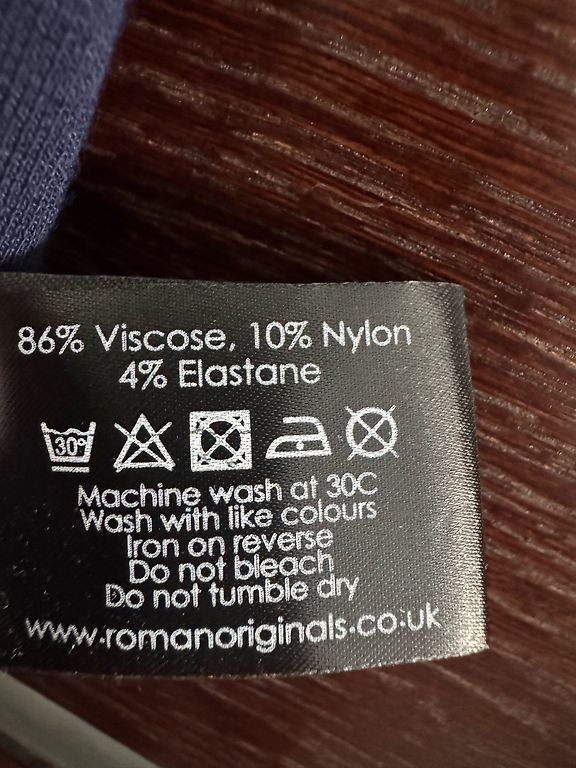 86% Viscose, 10% Nylon
4% Elastane
30°
Machine wash at 30C
Wash with like colours
Iron on reverse
Do not bleach
Do not tumble dry
www.romanoriginals.co.uk